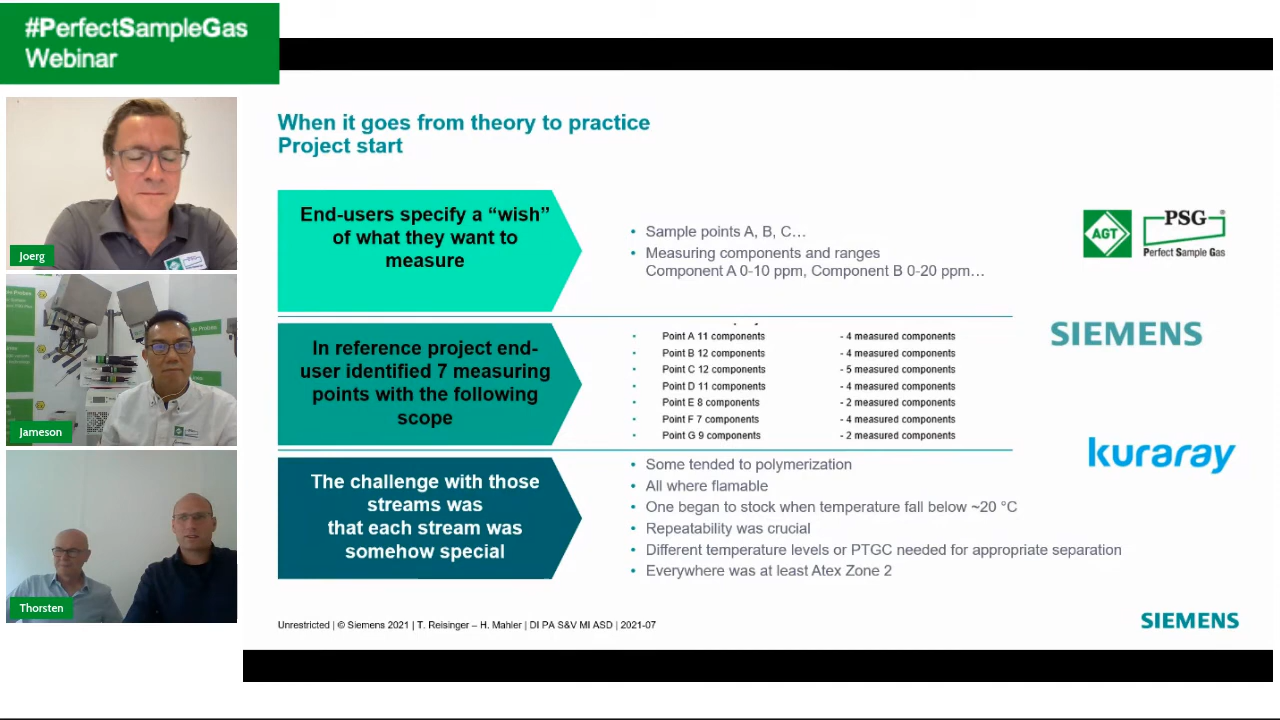 #PerfectSampleGas
Webinar
Joerg
Jameson
Thorsten
When it goes from theory to practice
Project start
End-users specify a “wish”
of what they want to
measure
• Sample points A, B, C…
• Measuring components and ranges
Component A 0-10 ppm, Component B 0-20 ppm…
In reference project end-
user identified 7 measuring
points with the following
scope
• Point A 11 components - 4 measured components
• Point B 12 components - 4 measured components
• Point C 12 components - 5 measured components
• Point D 11 components - 4 measured components
• Point E 8 components - 2 measured components
• Point F 7 components - 4 measured components
• Point G 9 components - 2 measured components
The challenge with those
streams was
that each stream was
somehow special
• Some tended to polymerization
• All where flamable
• One began to stock when temperature fall below ~20 °C
• Repeatability was crucial
• Different temperature levels or PTGC needed for appropriate separation
• Everywhere was at least Atex Zone 2
AGT
PSG®
Perfect Sample Gas
SIEMENS
kuraray
Unrestricted | © Siemens 2021 | T. Reisinger – H. Mahler | DI PA S&V MI ASD | 2021-07
SIEMENS